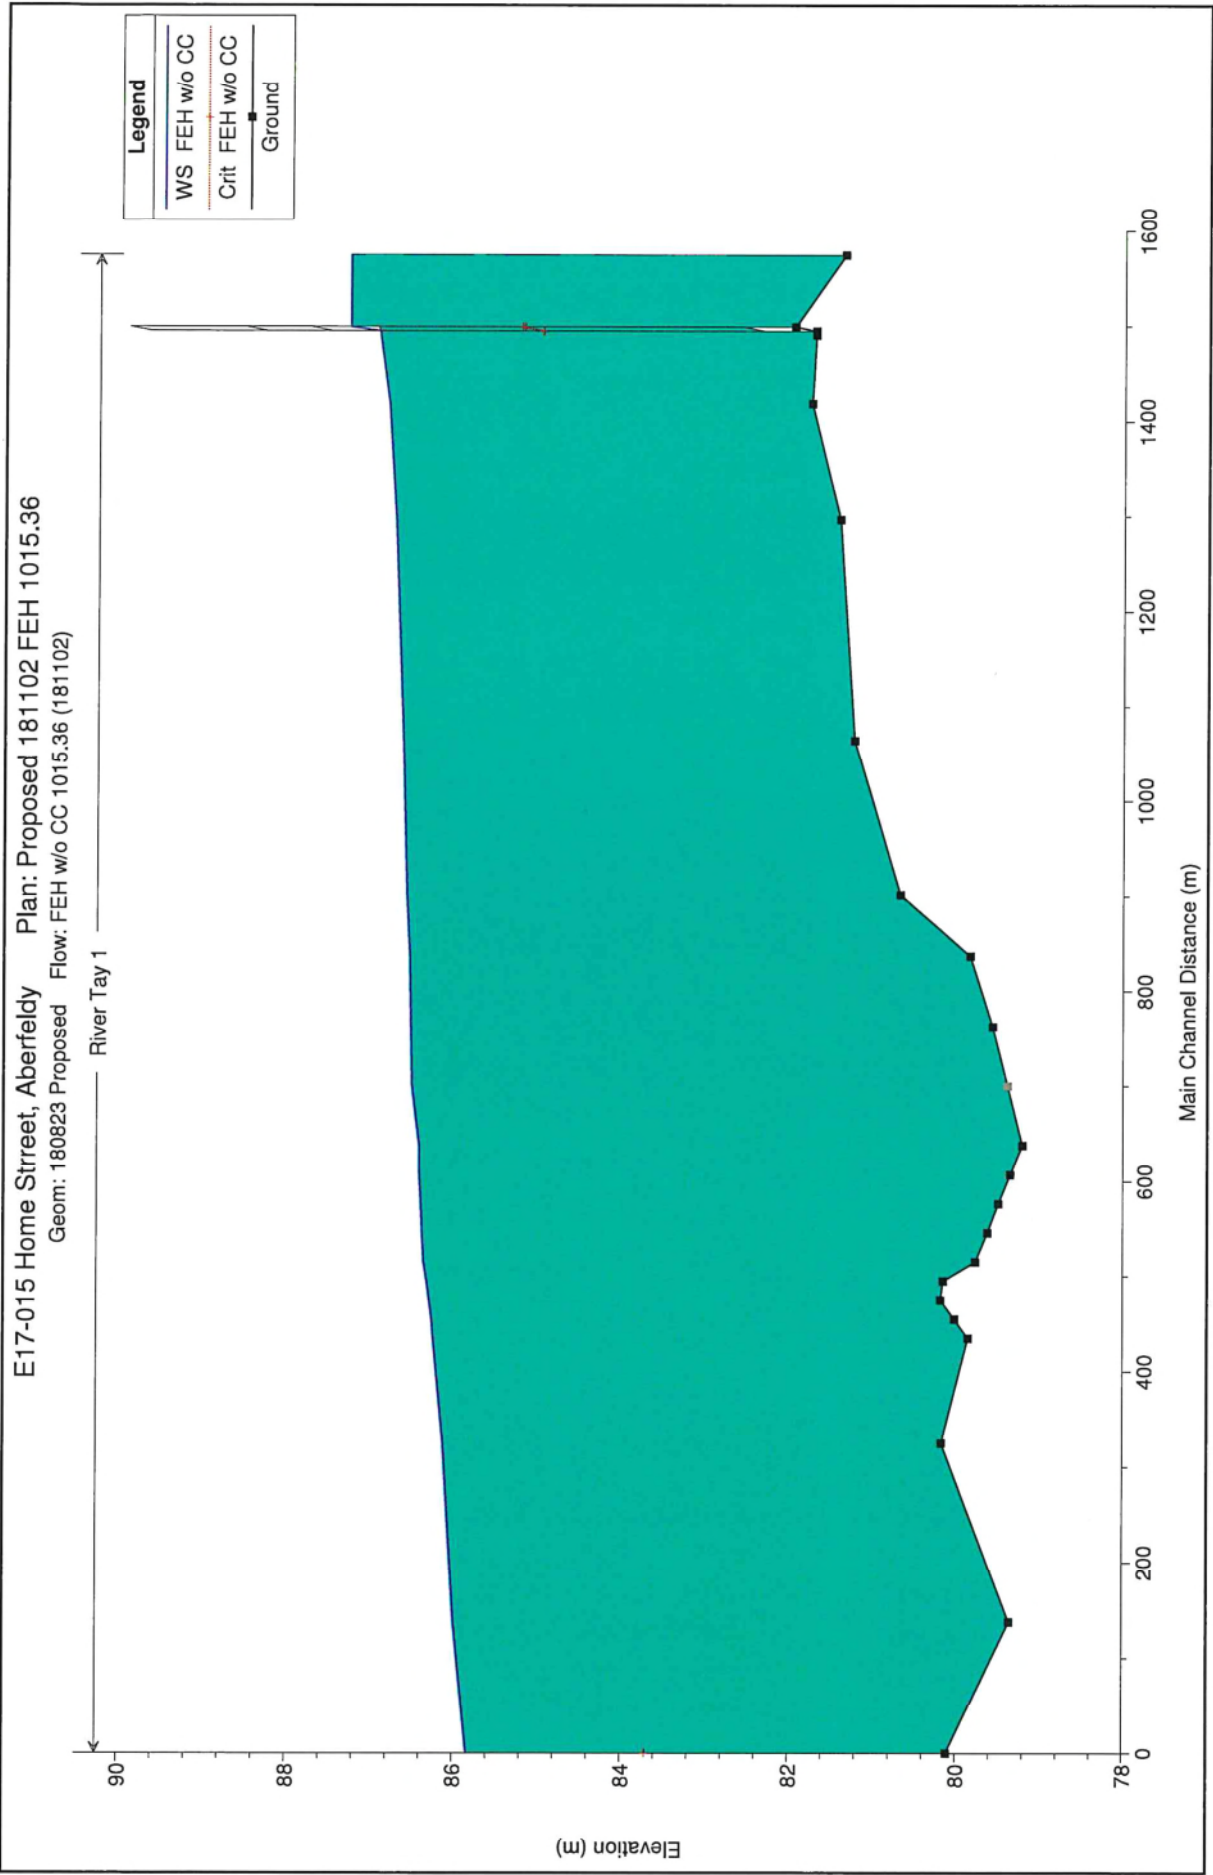 E17-015 Home Strreet, Aberfeldy Plan: Proposed 181102 FEH 1015.36
Geom: 180823 Proposed Flow: FEH w/o CC 1015.36 (181102)
River Tay 1
Legend
WS FEH w/o CC
Crit FEH w/o CC
Ground
Elevation (m)
90
88
86
84
82
80
78
0
200
400
600
800
1000
1200
1400
1600
Main Channel Distance (m)